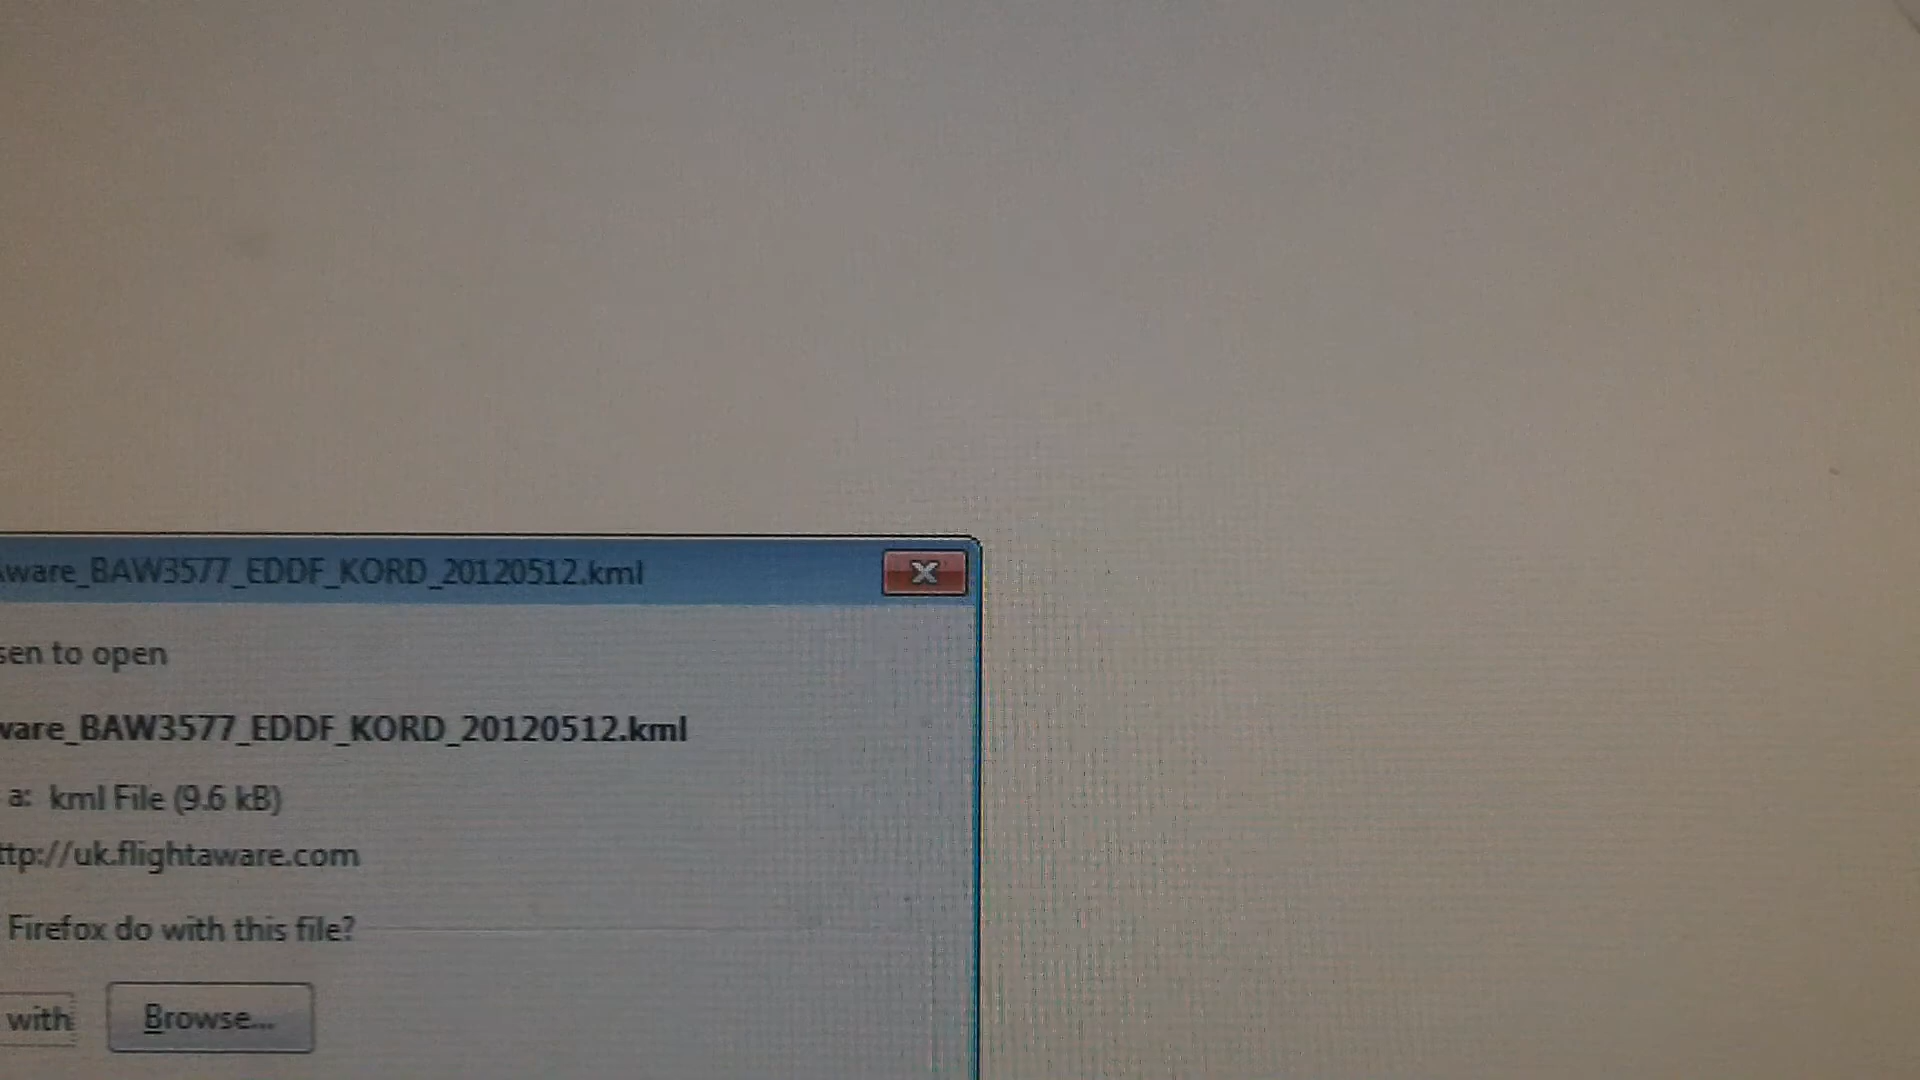 ware_BAW3577_EDDF_KORD_20120512.kml
sen to open
ware_BAW3577_EDDF_KORD_20120512.kml
a: kml File (9.6 kB)
ttp://uk.flightaware.com
Firefox do with this file?
with
Browse...